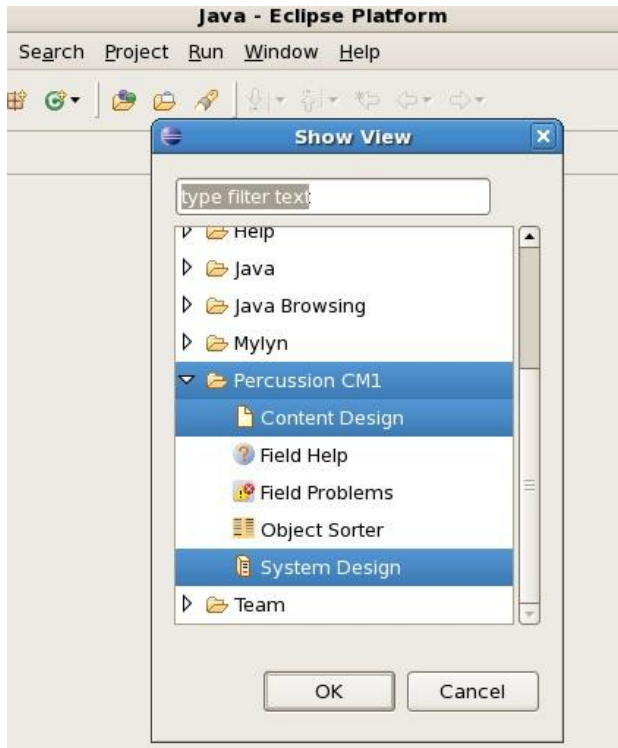 Java - Eclipse Platform
Search Project Run Window Help
Show View
type filter text
Help
Java
Java Browsing
Mylyn
Percussion CM1
Content Design
Field Help
Field Problems
Object Sorter
System Design
Team
OK Cancel